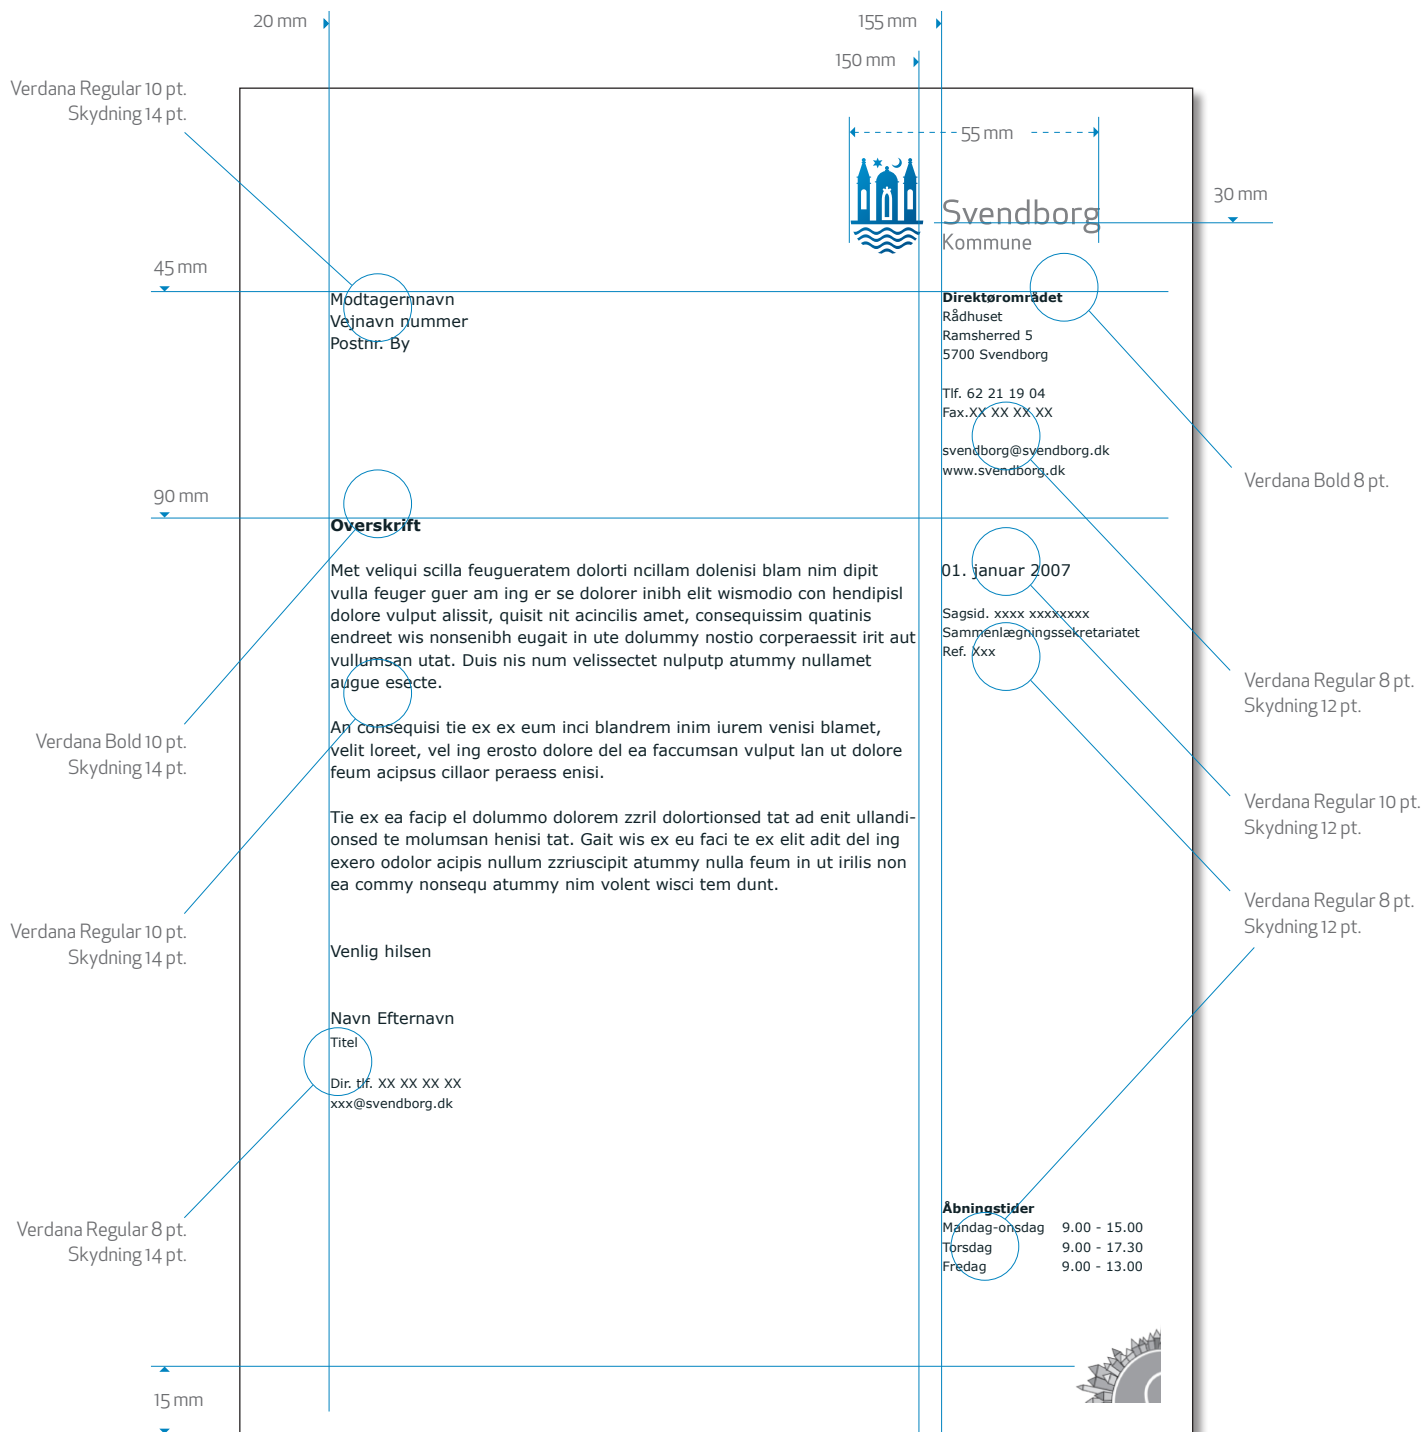 20 mm
155 mm
150 mm
Verdana Regular 10 pt.
Skydning 14 pt.
55 mm
30 mm
Svendborg
Kommune
45 mm
Modtagernnavn
Vejnavn nummer
Postnr. By
Direktørområdet
Rådhuset
Ramsherred 5
5700 Svendborg
Tlf. 62 21 19 04
Fax.XX XX XX XX
svendborg@svendborg.dk
www.svendborg.dk
Verdana Bold 8 pt.
90 mm
Overskrift
Met veliqui scilla feugueratem dolorti ncillam dolenisi blam nim dipit
vulla feuger guer am ing er se dolorer inibh elit wismodio con hendipisl
dolore vulput alissit, quisit nit acincilis amet, consequissim quatinis
endreet wis nonsenibh eugait in ute dolummy nostio corperaessit irit aut
vullumsan utat. Duis nis num velissectet nulputp atummy nullamet
augue esecte.
An consequisi tie ex ex eum inci blandrem inim iurem venisi blamet,
velit loreet, vel ing erosto dolore del ea faccumsan vulput lan ut dolore
feum acipsus cillaor peraess enisi.
Tie ex ea facip el dolummo dolorem zzril dolortionsed tat ad enit ullandi-
onsed te molumsan henisi tat. Gait wis ex eu faci te ex elit adit del ing
exero odolor acipis nullum zzriuscipit atummy nulla feum in ut irilis non
ea commy nonsequ atummy nim volent wisci tem dunt.
01. januar 2007
Sagsid. xxxx xxxxxxxx
Sammenlægningssekretariatet
Ref. Xxx
Verdana Regular 8 pt.
Skydning 12 pt.
Verdana Bold 10 pt.
Skydning 14 pt.
Verdana Regular 10 pt.
Skydning 12 pt.
Verdana Regular 8 pt.
Skydning 12 pt.
Verdana Regular 10 pt.
Skydning 14 pt.
Venlig hilsen
Navn Efternavn
Titel
Dir. tlf. XX XX XX XX
xxx@svendborg.dk
Verdana Regular 8 pt.
Skydning 14 pt.
Åbningstider
Mandag-onsdag 9.00 - 15.00
Torsdag 9.00 - 17.30
Fredag 9.00 - 13.00
15 mm